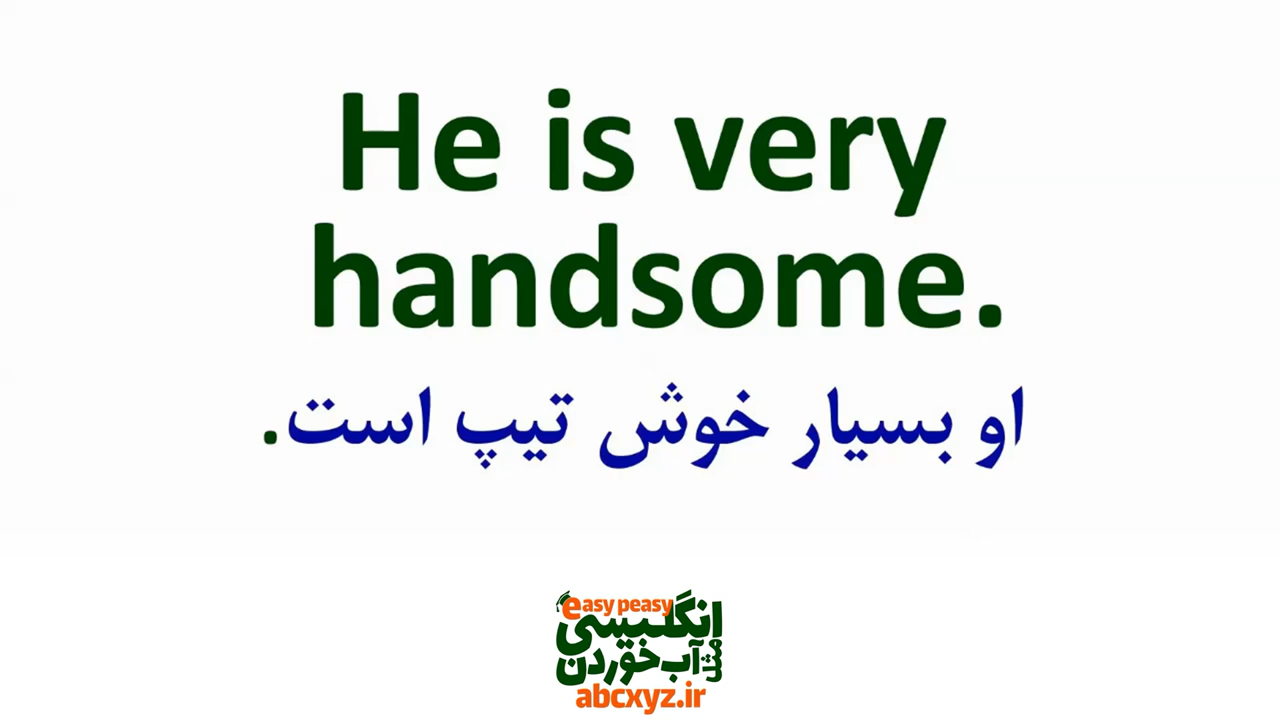 He is very
handsome.
او بسیار خوش تیپ است.
easy peasy
انگلیسی
مثل آب خوردن
abcxyz.ir